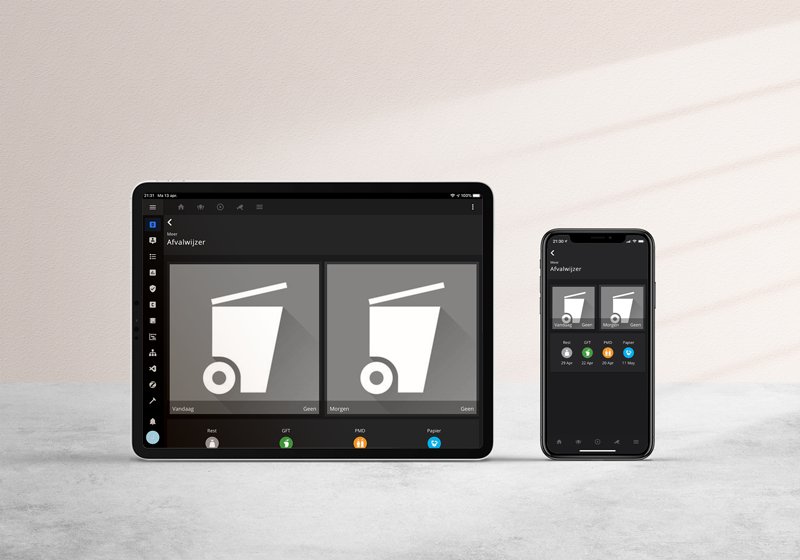 21:31 Ma 13 apr.
100%
Meer
Afvalwijzer
Vandaag Geen
Morgen Geen
Rest GFT PMD Papier
21:30
Meer
Afvalwijzer
Vandaag Geen
Morgen Geen
Rest GFT PMD Papier
29 Apr 22 Apr 20 Apr 11 May